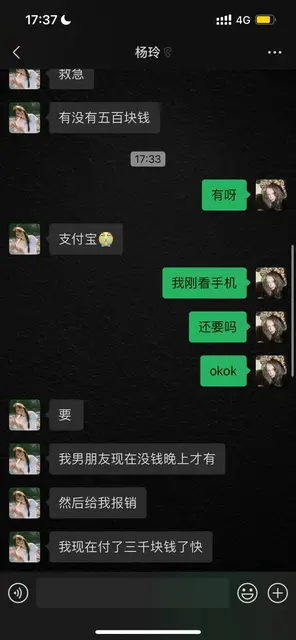 17:37
4G
杨玲
救急
有没有五百块钱
17:33
有呀
支付宝😭
我刚看手机
还要吗
okok
要
我男朋友现在没钱晚上才有
然后给我报销
我现在付了三千块钱了快